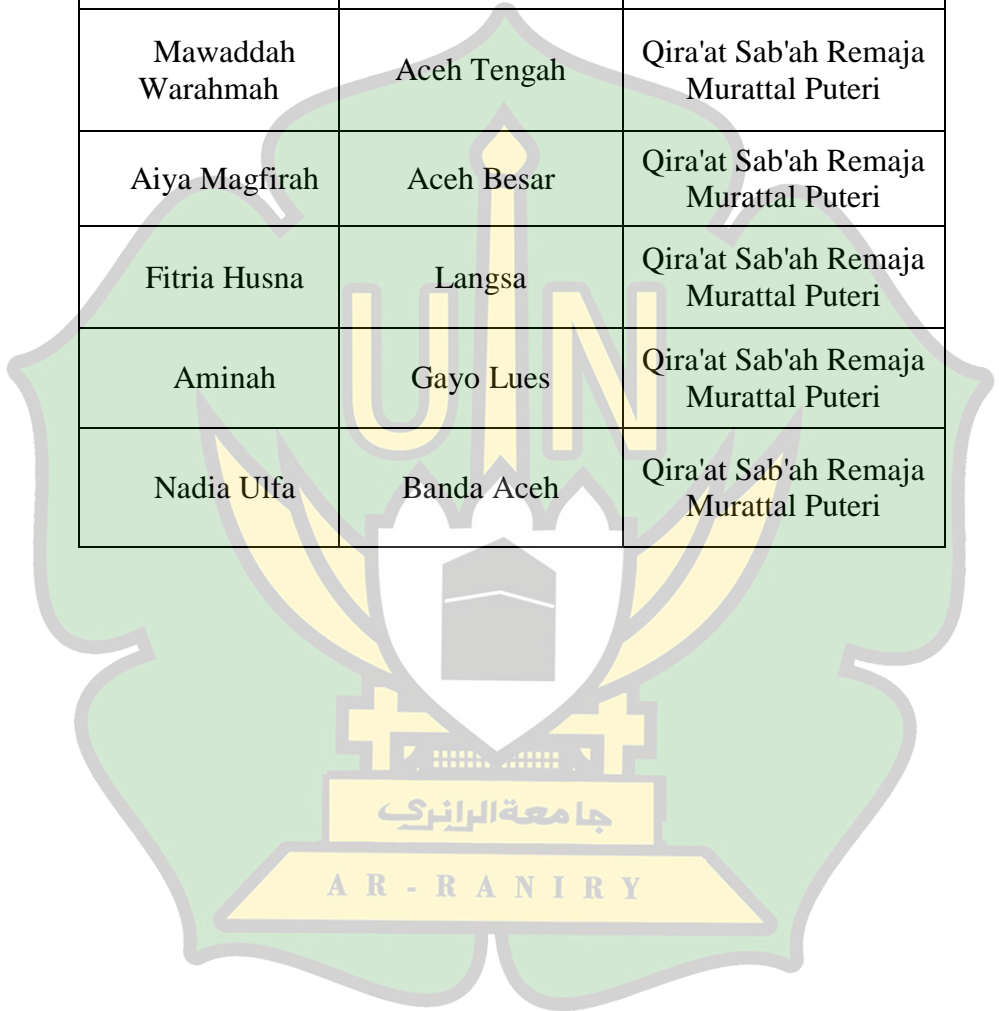 Mawaddah
Warahmah
Aceh Tengah
Qira'at Sab'ah Remaja
Murattal Puteri
Aiya Magfirah
Aceh Besar
Qira'at Sab'ah Remaja
Murattal Puteri
Fitria Husna
Langsa
Qira'at Sab'ah Remaja
Murattal Puteri
Aminah
Gayo Lues
Qira'at Sab'ah Remaja
Murattal Puteri
Nadia Ulfa
Banda Aceh
Qira'at Sab'ah Remaja
Murattal Puteri
UIN
جامعةالرانري
AR-RANIRY